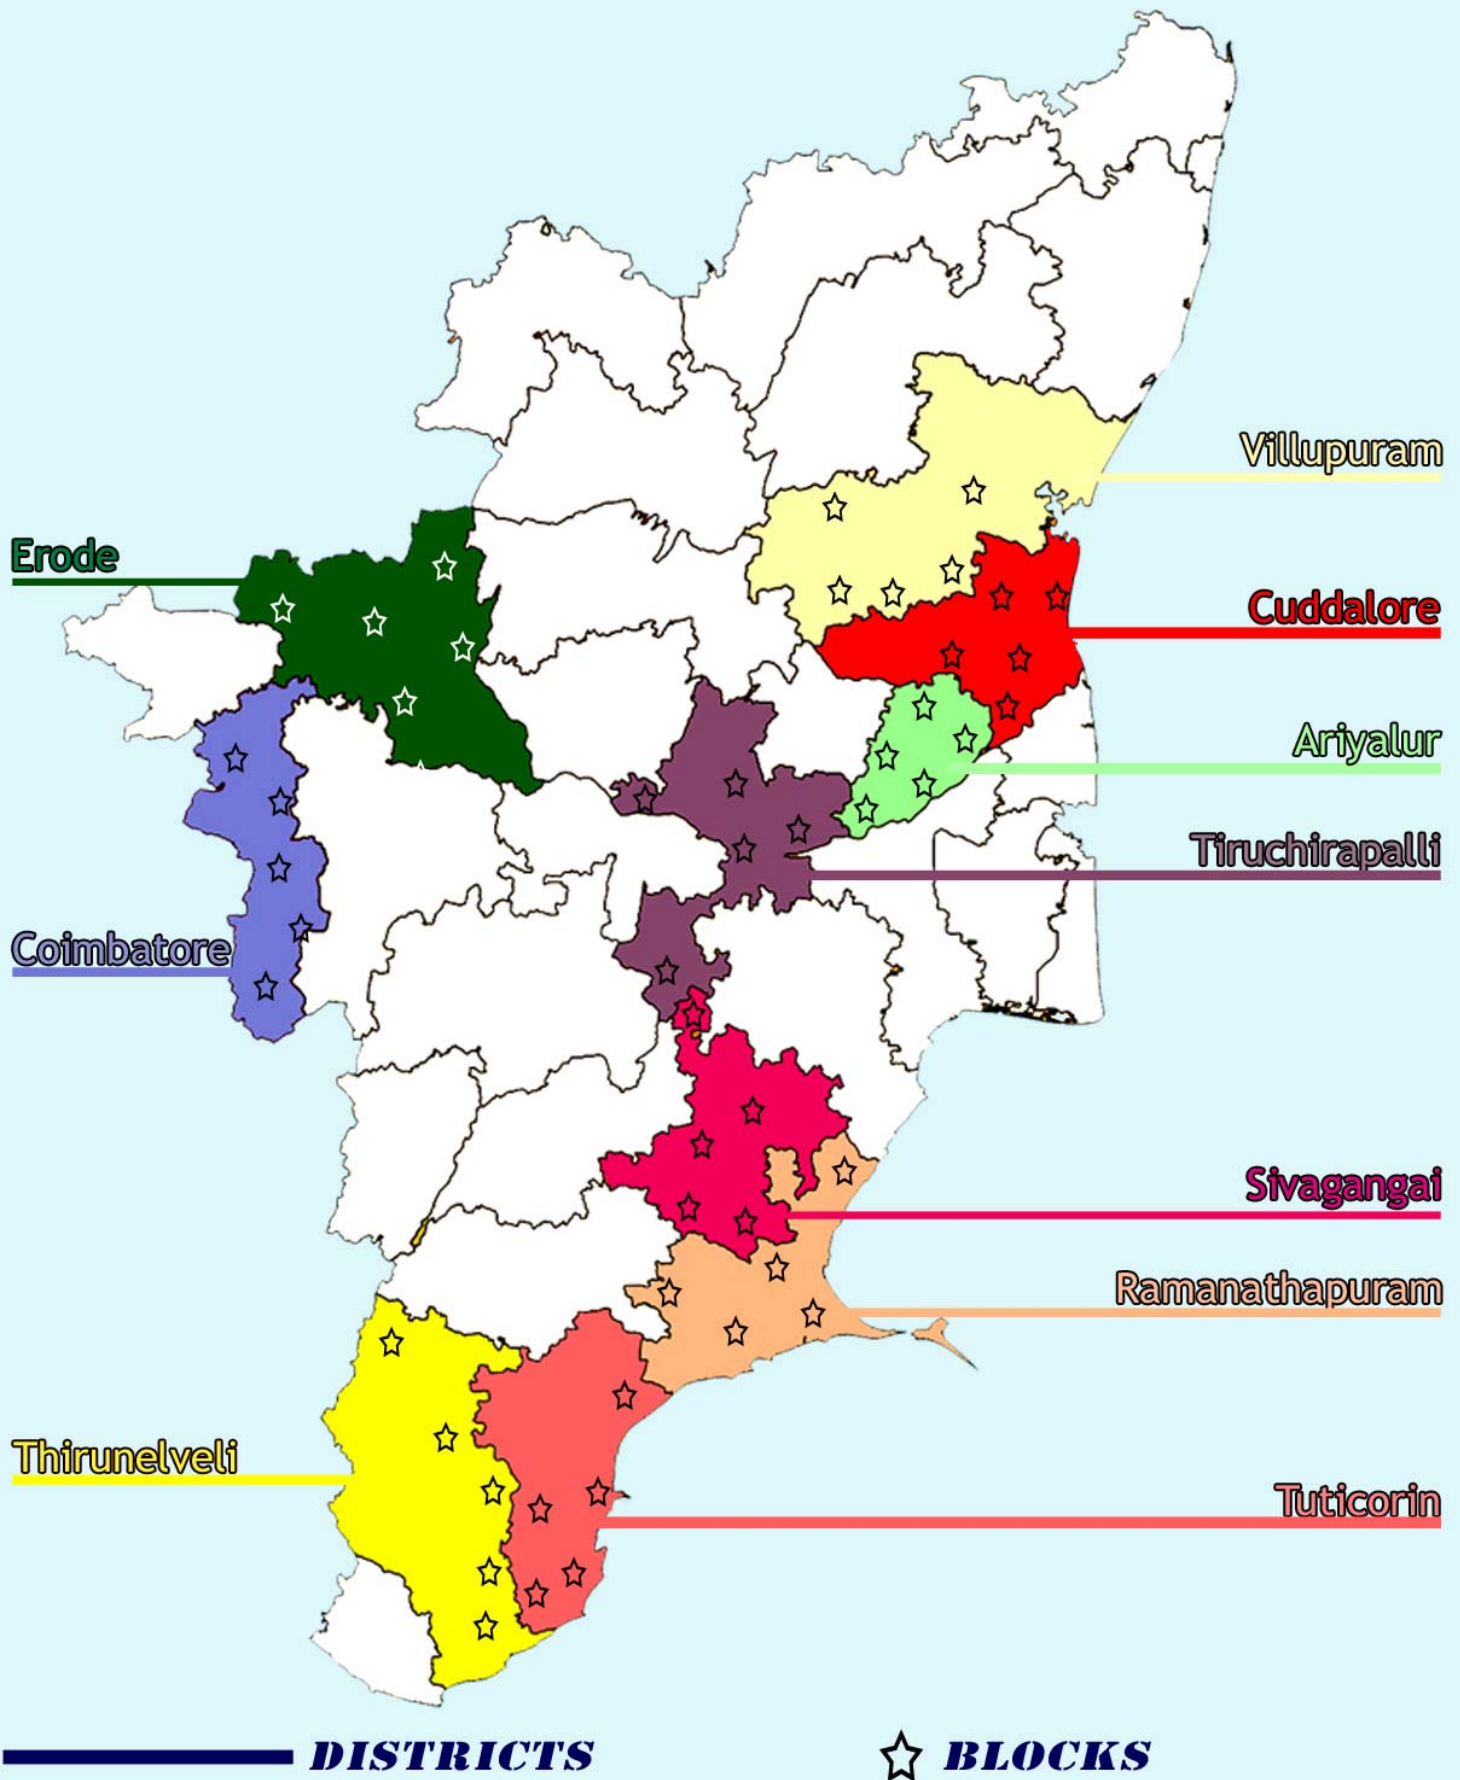 Villupuram
Erode
Cuddalore
Ariyalur
Tiruchirapalli
Coimbatore
Sivagangai
Ramanathapuram
Thirunelveli
Tuticorin
DISTRICTS
BLOCKS